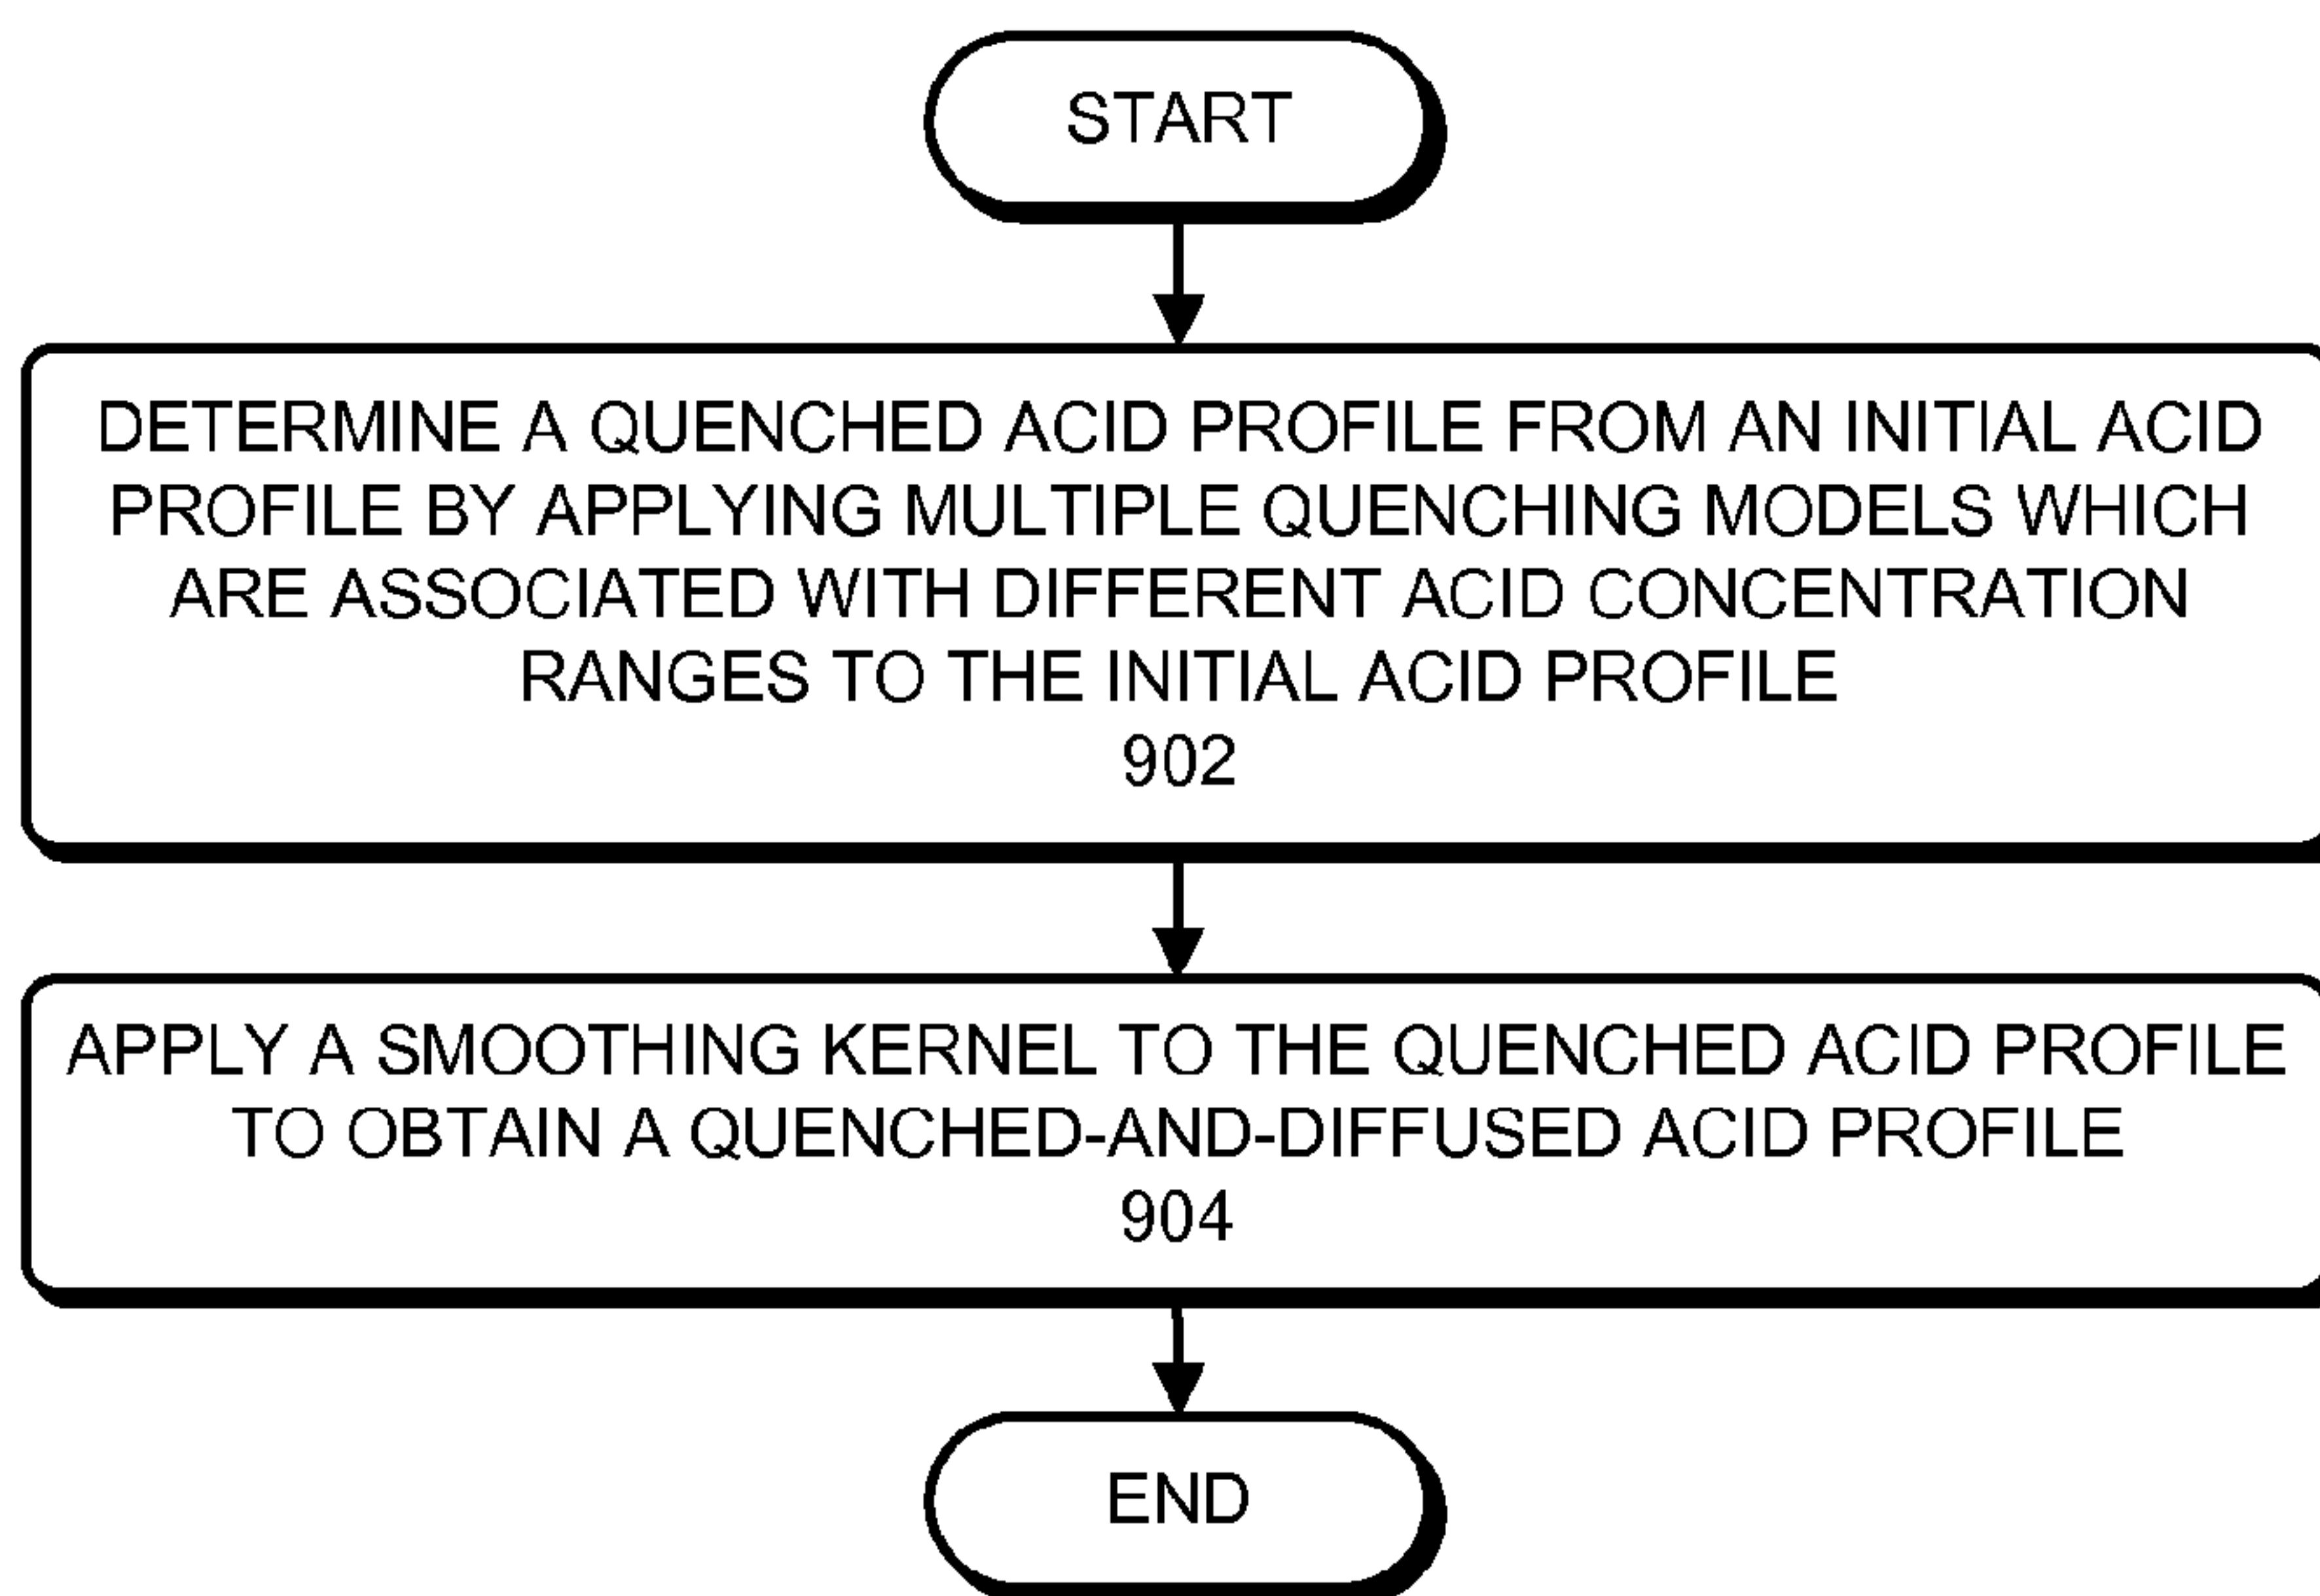 START
DETERMINE A QUENCHED ACID PROFILE FROM AN INITIAL ACID
PROFILE BY APPLYING MULTIPLE QUENCHING MODELS WHICH
ARE ASSOCIATED WITH DIFFERENT ACID CONCENTRATION
RANGES TO THE INITIAL ACID PROFILE
902
APPLY A SMOOTHING KERNEL TO THE QUENCHED ACID PROFILE
TO OBTAIN A QUENCHED-AND-DIFFUSED ACID PROFILE
904
END